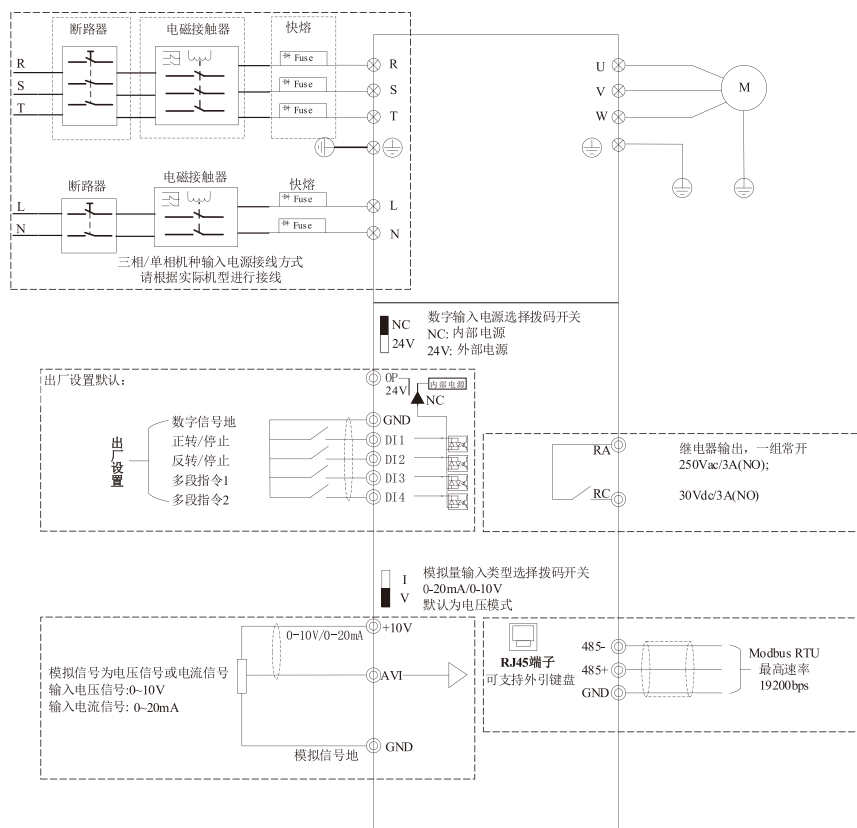 断路器 电磁接触器 快熔
R Fuse R
S Fuse S
T Fuse T
U
V
W
M
断路器 电磁接触器 快熔
L Fuse L
N Fuse N
三相/单相机种输入电源接线方式
请根据实际机型进行接线
NC
24V
数字输入电源选择拨码开关
NC: 内部电源
24V: 外部电源
出厂设置默认:
OP
24V
内部电源
NC
出厂设置
数字信号地 GND
正转/停止 DI1
反转/停止 DI2
多段指令1 DI3
多段指令2 DI4
RA
RC
继电器输出，一组常开
250Vac/3A(NO);
30Vdc/3A(NO)
I
V
模拟量输入类型选择拨码开关
0-20mA/0-10V
默认为电压模式
0-10V/0-20mA +10V
模拟信号为电压信号或电流信号
输入电压信号:0~10V
输入电流信号: 0~20mA
AVI
模拟信号地 GND
RJ45端子
可支持外引键盘
485-
485+
GND
Modbus RTU
最高速率
19200bps